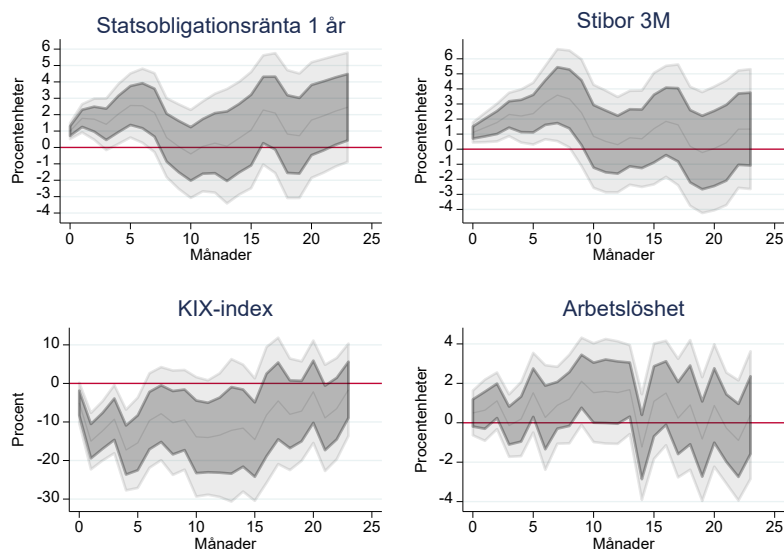 Statsobligationsränta 1 år
Procentenheter
6
5
4
3
2
1
0
-1
-2
-3
-4
0 5 10 15 20 25
Månader
Stibor 3M
Procentenheter
6
5
4
3
2
1
0
-1
-2
-3
-4
0 5 10 15 20 25
Månader
KIX-index
Procent
10
0
-10
-20
-30
0 5 10 15 20 25
Månader
Arbetslöshet
Procentenheter
4
2
0
-2
-4
0 5 10 15 20 25
Månader